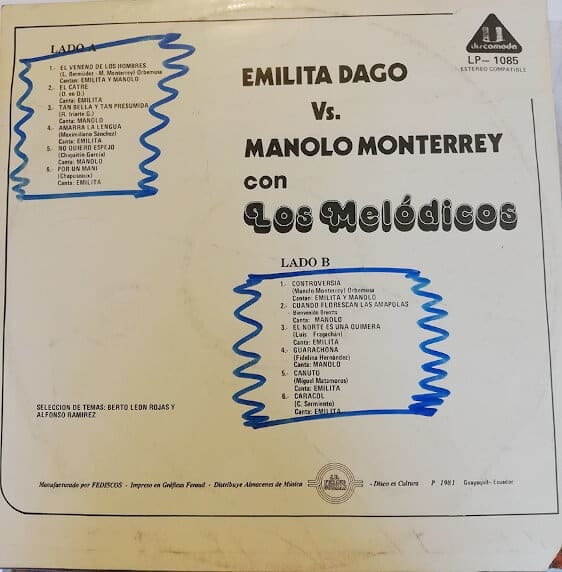 LADO A
1.- EL VENENO DE LOS HOMBRES
(L. Bermúdez - M. Monterrey) Orbemusa
Cantan: EMILITA Y MANOLO
2.- EL CATRE
(D. en D.)
Canta: EMILITA
3.- TAN BELLA Y TAN PRESUMIDA
(R. Iriarte G.)
Canta: MANOLO
4.- AMARRA LA LENGUA
(Maximiliano Sánchez)
Canta: EMILITA
5.- NO QUIERO ESPEJO
(Chiquitin García)
Canta: MANOLO
6.- POR UN MANI
(Chapuseaux)
Canta: EMILITA
discomoda
LP- 1085
ESTEREO COMPATIBLE
EMILITA DAGO
Vs.
MANOLO MONTERREY
con
Los Melódicos
LADO B
1.- CONTROVERSIA
(Manolo Monterrey) Orbemusa
Cantan: EMILITA Y MANOLO
2.- CUANDO FLORESCAN LAS AMAPOLAS
Bienvenido
Canta: MANOLO
3.- EL NORTE ES UNA QUIMERA
(Luis Fragachán)
Canta: EMILITA
4.- GUARACHONA
(Fidelina Hernández)
Canta: MANOLO
5.- CANUTO
(Miguel Matamoros)
Canta: EMILITA
6.- CARACOL
(C. Sarmiento)
Canta: EMILITA
SELECCION DE TEMAS: BERTO LEON ROJAS Y
ALFONSO RAMIREZ
Manufacturado por FEDISCOS - Impreso en Gráficas Feraud - Distribuye Almacenes de Música - Disco es Cultura P 1981 Guayaquil-Ecuador